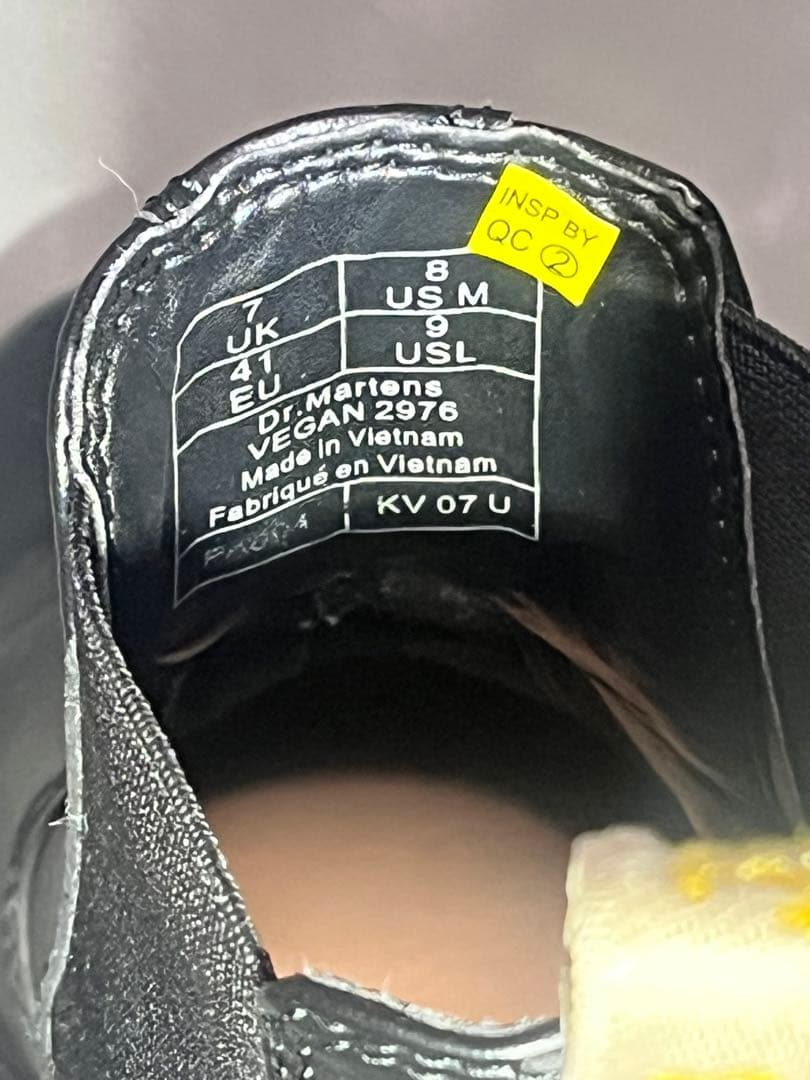 INSP BY
QC ②
7
UK
8
US M
41
EU
9
USL
Dr.Martens
VEGAN 2976
Made in Vietnam
Fabriqué en Vietnam
KV 07 U